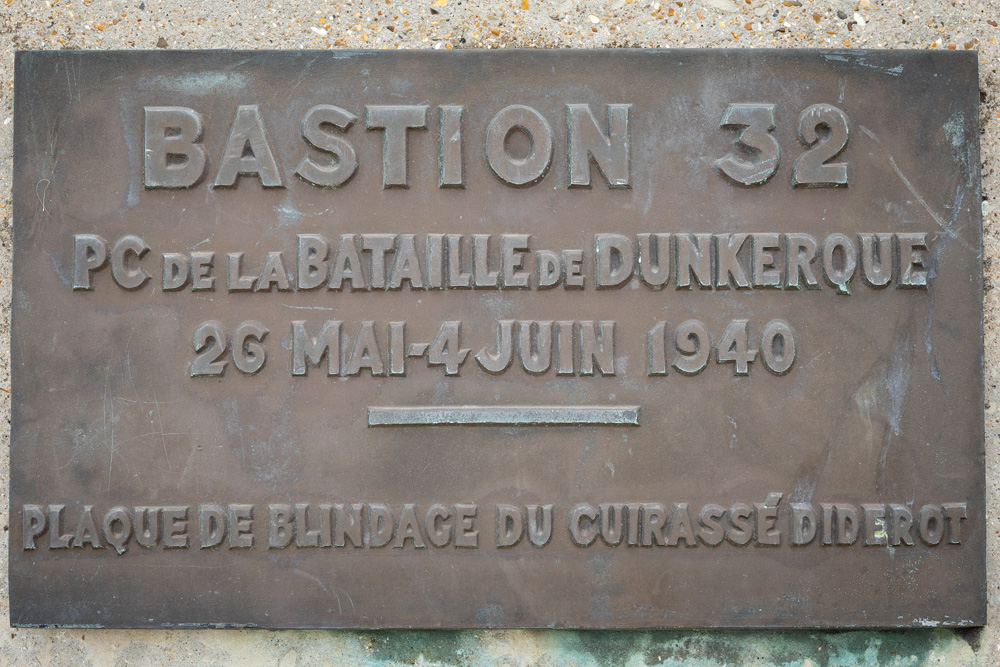 BASTION 32
PC DE LA BATAILLE DE DUNKERQUE
26 MAI-4 JUIN 1940
PLAQUE DE BLINDAGE DU CUIRASSÉ DIDEROT